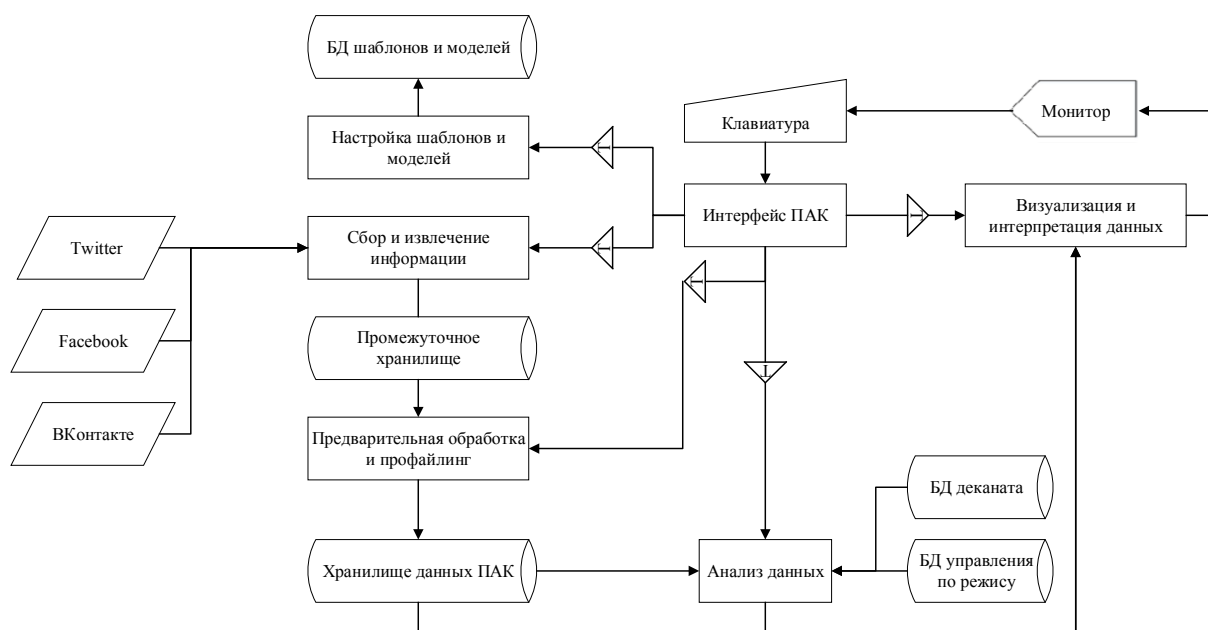 БД шаблонов и моделей
Клавиатура
Монитор
Настройка шаблонов и
моделей
Т
Интерфейс ПАК
Т
Визуализация и
интерпретация данных
Twitter
Сбор и извлечение
информации
Т
Т
Facebook
Промежуточное
хранилище
Т
ВКонтакте
Предварительная обработка
и профайлинг
БД деканата
Хранилище данных ПАК
Анализ данных
БД управления
по режису